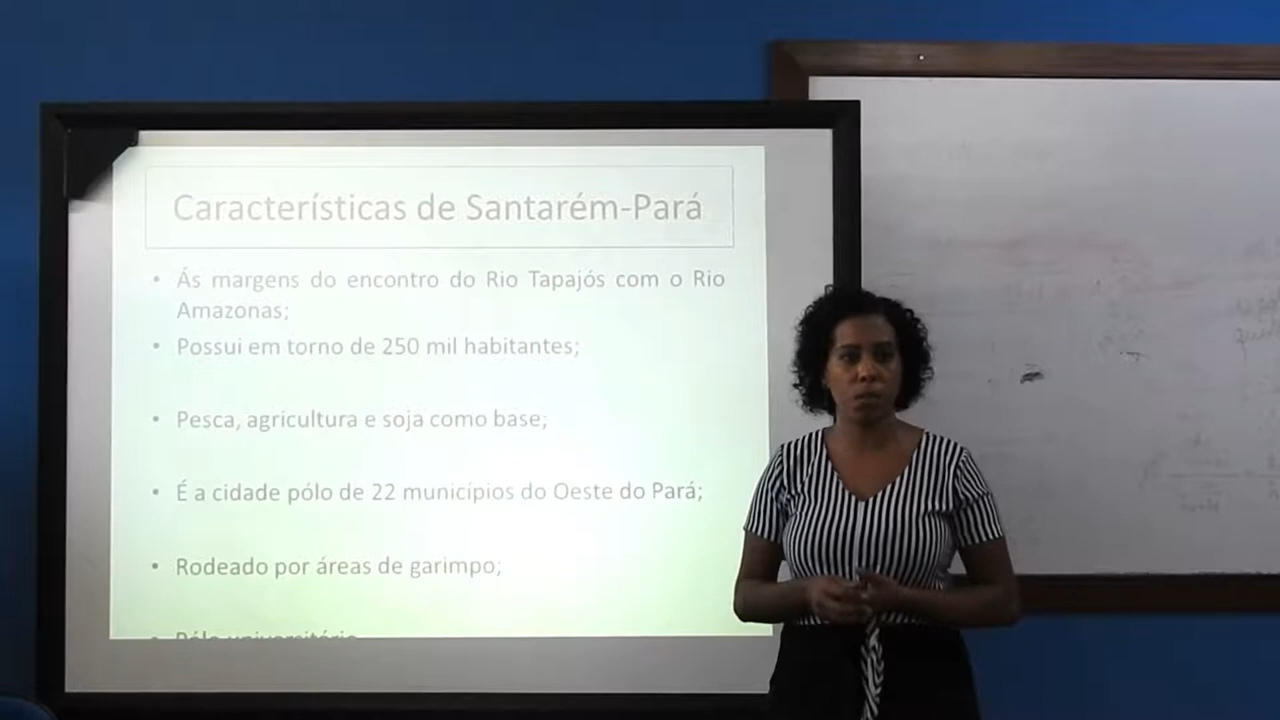 Características de Santarém-Pará
• Ás margens do encontro do Rio Tapajós com o Rio
Amazonas;
• Possui em torno de 250 mil habitantes;
• Pesca, agricultura e soja como base;
• É a cidade pólo de 22 municípios do Oeste do Pará;
• Rodeado por áreas de garimpo;
• Pólo universitário